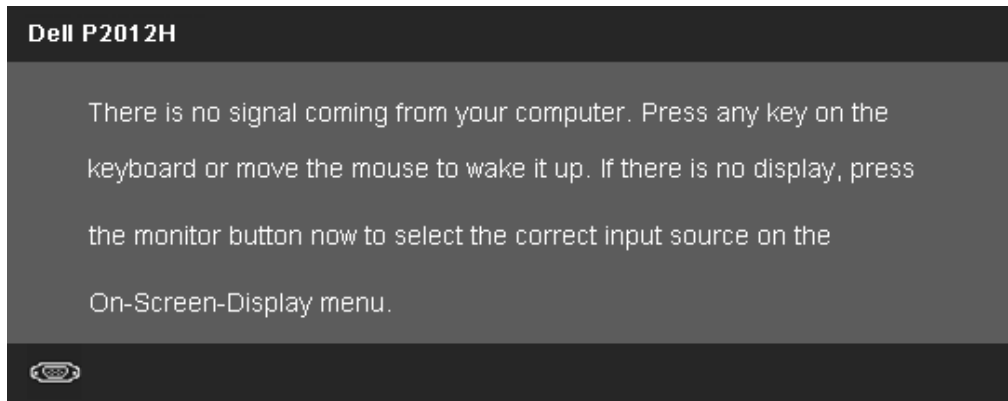 Dell P2012H
There is no signal coming from your computer. Press any key on the
keyboard or move the mouse to wake it up. If there is no display, press
the monitor button now to select the correct input source on the
On-Screen-Display menu.